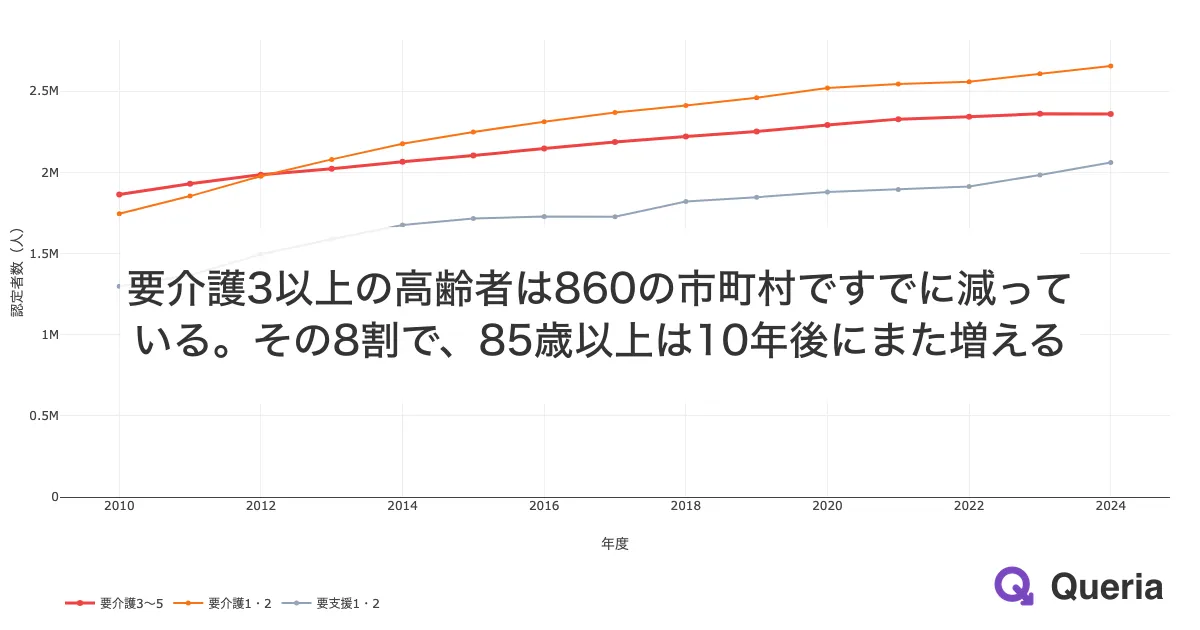 2.5M
2M
1.5M
1M
0.5M
0
認定者数（人）
要介護3以上の高齢者は860の市町村ですでに減って
いる。その8割で、85歳以上は10年後にまた増える
2010 2012 2014 2016 2018 2020 2022 2024
年度
要介護3〜5 要介護1・2 要支援1・2
Queria